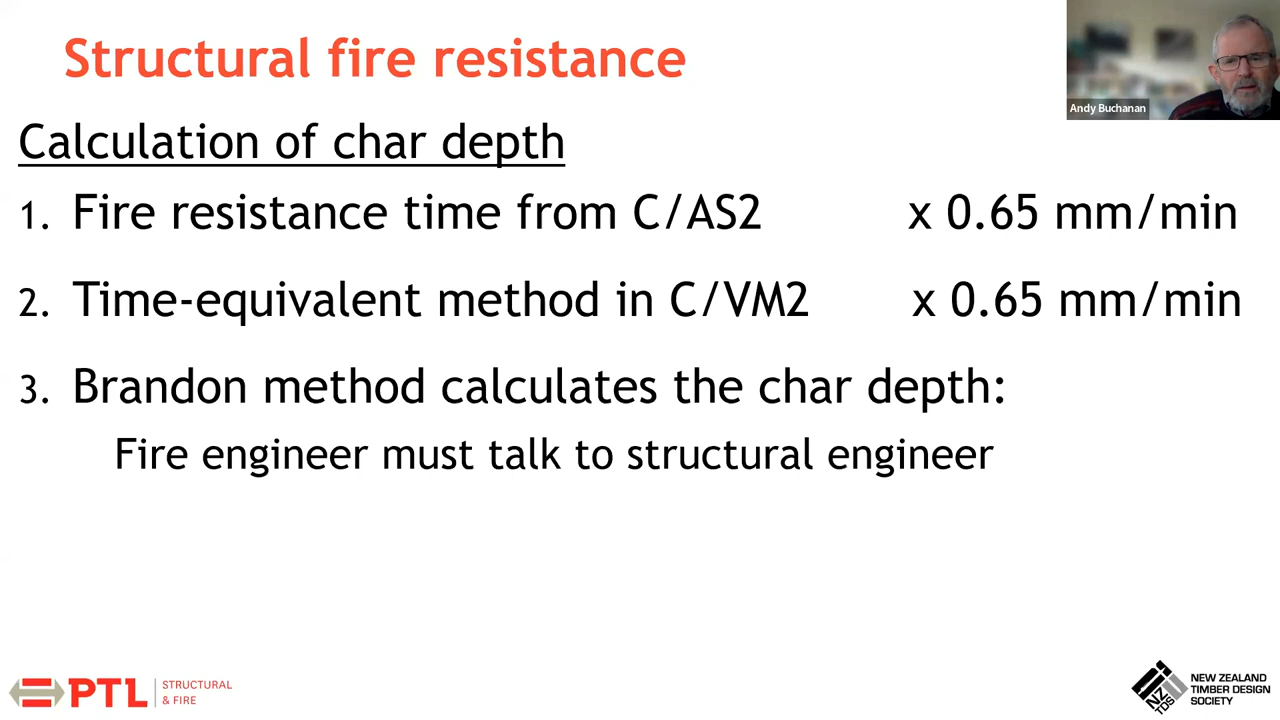 Structural fire resistance
Andy Buchanan
Calculation of char depth
1. Fire resistance time from C/AS2 x 0.65 mm/min
2. Time-equivalent method in C/VM2 x 0.65 mm/min
3. Brandon method calculates the char depth:
Fire engineer must talk to structural engineer
PTL
STRUCTURAL
& FIRE
NZ
TDS
NEW ZEALAND
TIMBER DESIGN
SOCIETY